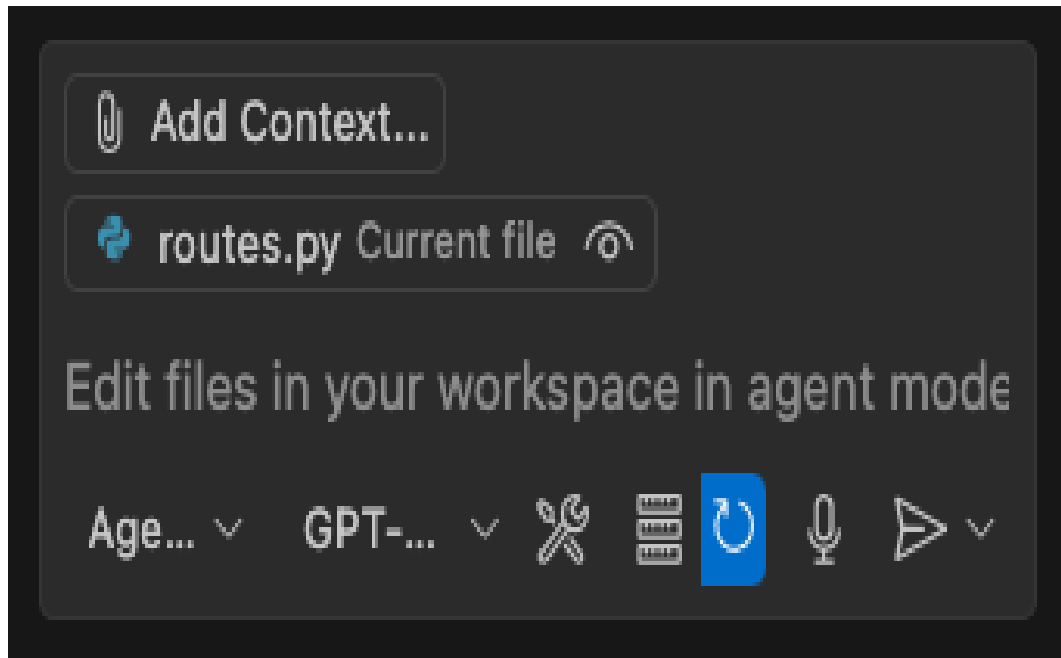 Add Context...
routes.py Current file
Edit files in your workspace in agent mode
Age... GPT-...